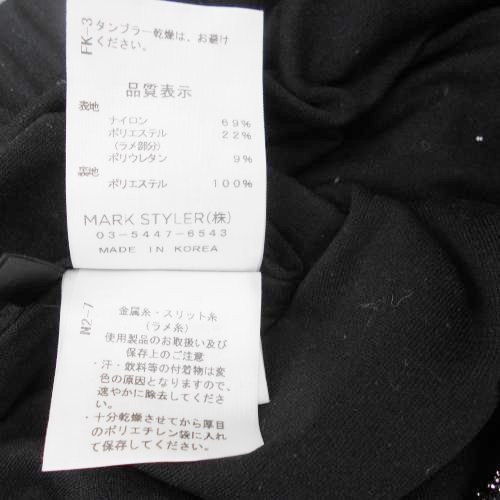 FK-3
タンブラー乾燥は、お避け
ください。
品質表示
表地
ナイロン 69%
ポリエステル 22%
(ラメ部分)
ポリウレタン 9%
裏地
ポリエステル 100%
MARK STYLER(株)
03-5447-6543
MADE IN KOREA
N2-1
金属糸・スリット糸
(ラメ糸)
使用製品のお取扱い及び
保存上のご注意
・汗・飲料等の付着物は変
色の原因となりますので、
速やかに除去してくださ
い。
・十分乾燥させてから厚目
のポリエチレン袋に入れ
て保存してください。